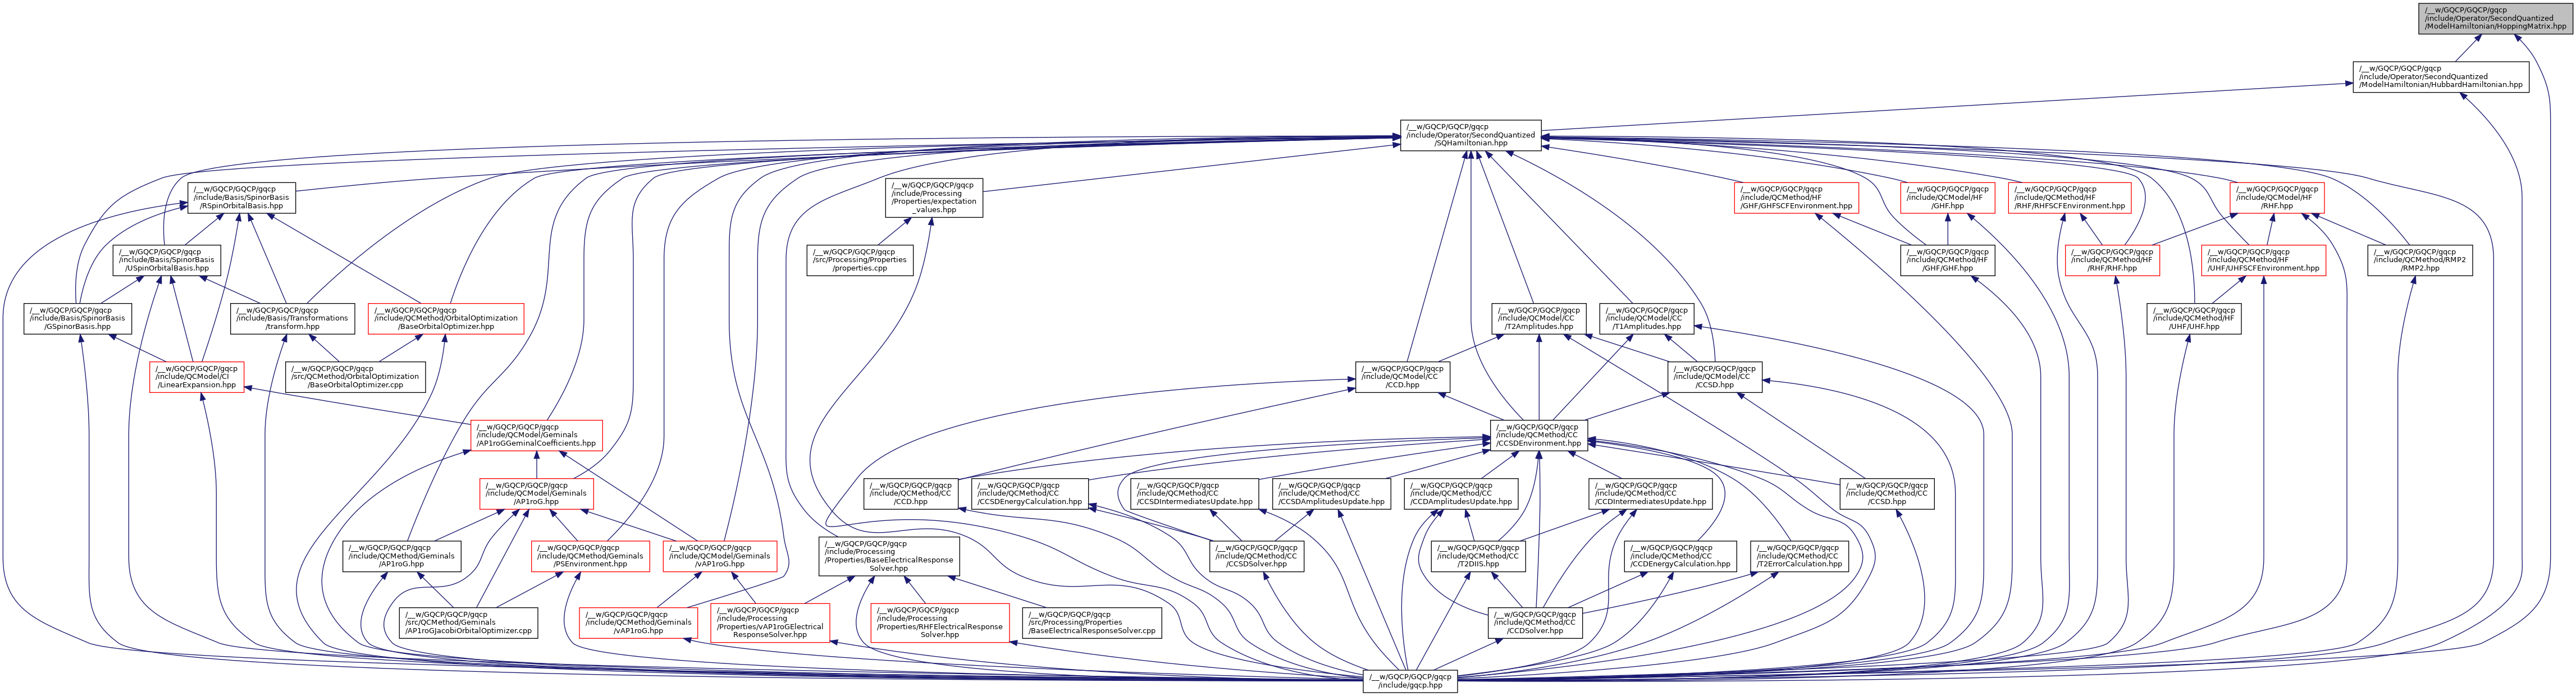 /__w/GQCP/GQCP/gqcp
/include/Operator/SecondQuantized
/ModelHamiltonian/HoppingMatrix.hpp
/__w/GQCP/GQCP/gqcp
/include/Operator/SecondQuantized
/ModelHamiltonian/HubbardHamiltonian.hpp
/__w/GQCP/GQCP/gqcp
/include/Operator/SecondQuantized
/SQHamiltonian.hpp
/__w/GQCP/GQCP/gqcp
/include/Basis/SpinorBasis
/RSpinOrbitalBasis.hpp
/__w/GQCP/GQCP/gqcp
/include/Processing
/Properties/expectation
_values.hpp
/__w/GQCP/GQCP/gqcp
/include/QCMethod/HF
/GHF/GHFSCFEnvironment.hpp
/__w/GQCP/GQCP/gqcp
/include/QCModel/HF
/GHF.hpp
/__w/GQCP/GQCP/gqcp
/include/QCMethod/HF
/RHF/RHFSCFEnvironment.hpp
/__w/GQCP/GQCP/gqcp
/include/QCModel/HF
/RHF.hpp
/__w/GQCP/GQCP/gqcp
/include/Basis/SpinorBasis
/USpinOrbitalBasis.hpp
/__w/GQCP/GQCP/gqcp
/src/Processing/Properties
/properties.cpp
/__w/GQCP/GQCP/gqcp
/include/QCMethod/HF
/GHF/GHF.hpp
/__w/GQCP/GQCP/gqcp
/include/QCMethod/HF
/RHF/RHF.hpp
/__w/GQCP/GQCP/gqcp
/include/QCMethod/HF
/UHF/UHFSCFEnvironment.hpp
/__w/GQCP/GQCP/gqcp
/include/QCMethod/RMP2
/RMP2.hpp
/__w/GQCP/GQCP/gqcp
/include/Basis/SpinorBasis
/GSpinorBasis.hpp
/__w/GQCP/GQCP/gqcp
/include/Basis/Transformations
/transform.hpp
/__w/GQCP/GQCP/gqcp
/include/QCMethod/OrbitalOptimization
/BaseOrbitalOptimizer.hpp
/__w/GQCP/GQCP/gqcp
/include/QCModel/CC
/T2Amplitudes.hpp
/__w/GQCP/GQCP/gqcp
/include/QCModel/CC
/T1Amplitudes.hpp
/__w/GQCP/GQCP/gqcp
/include/QCMethod/HF
/UHF/UHF.hpp
/__w/GQCP/GQCP/gqcp
/include/QCModel/CI
/LinearExpansion.hpp
/__w/GQCP/GQCP/gqcp
/src/QCMethod/OrbitalOptimization
/BaseOrbitalOptimizer.cpp
/__w/GQCP/GQCP/gqcp
/include/QCModel/CC
/CCD.hpp
/__w/GQCP/GQCP/gqcp
/include/QCModel/CC
/CCSD.hpp
/__w/GQCP/GQCP/gqcp
/include/QCModel/Geminals
/AP1roGGeminalCoefficients.hpp
/__w/GQCP/GQCP/gqcp
/include/QCMethod/CC
/CCSDEnvironment.hpp
/__w/GQCP/GQCP/gqcp
/include/QCModel/Geminals
/AP1roG.hpp
/__w/GQCP/GQCP/gqcp
/include/QCMethod/CC
/CCD.hpp
/__w/GQCP/GQCP/gqcp
/include/QCMethod/CC
/CCSDEnergyCalculation.hpp
/__w/GQCP/GQCP/gqcp
/include/QCMethod/CC
/CCSDIntermediatesUpdate.hpp
/__w/GQCP/GQCP/gqcp
/include/QCMethod/CC
/CCSDAmplitudesUpdate.hpp
/__w/GQCP/GQCP/gqcp
/include/QCMethod/CC
/CCDAmplitudesUpdate.hpp
/__w/GQCP/GQCP/gqcp
/include/QCMethod/CC
/CCDIntermediatesUpdate.hpp
/__w/GQCP/GQCP/gqcp
/include/QCMethod/CC
/CCSD.hpp
/__w/GQCP/GQCP/gqcp
/include/QCMethod/Geminals
/AP1roG.hpp
/__w/GQCP/GQCP/gqcp
/include/QCMethod/Geminals
/PSEnvironment.hpp
/__w/GQCP/GQCP/gqcp
/include/QCModel/Geminals
/vAP1roG.hpp
/__w/GQCP/GQCP/gqcp
/include/Processing
/Properties/BaseElectricalResponse
Solver.hpp
/__w/GQCP/GQCP/gqcp
/include/QCMethod/CC
/CCSDSolver.hpp
/__w/GQCP/GQCP/gqcp
/include/QCMethod/CC
/T2DIIS.hpp
/__w/GQCP/GQCP/gqcp
/include/QCMethod/CC
/CCDEnergyCalculation.hpp
/__w/GQCP/GQCP/gqcp
/include/QCMethod/CC
/T2ErrorCalculation.hpp
/__w/GQCP/GQCP/gqcp
/src/QCMethod/Geminals
/AP1roGJacobiOrbitalOptimizer.cpp
/__w/GQCP/GQCP/gqcp
/include/QCMethod/Geminals
/vAP1roG.hpp
/__w/GQCP/GQCP/gqcp
/include/Processing
/Properties/vAP1roGElectrical
ResponseSolver.hpp
/__w/GQCP/GQCP/gqcp
/include/Processing
/Properties/RHFElectricalResponse
Solver.hpp
/__w/GQCP/GQCP/gqcp
/src/Processing/Properties
/BaseElectricalResponseSolver.cpp
/__w/GQCP/GQCP/gqcp
/include/QCMethod/CC
/CCDSolver.hpp
/__w/GQCP/GQCP/gqcp
/include/gqcp.hpp